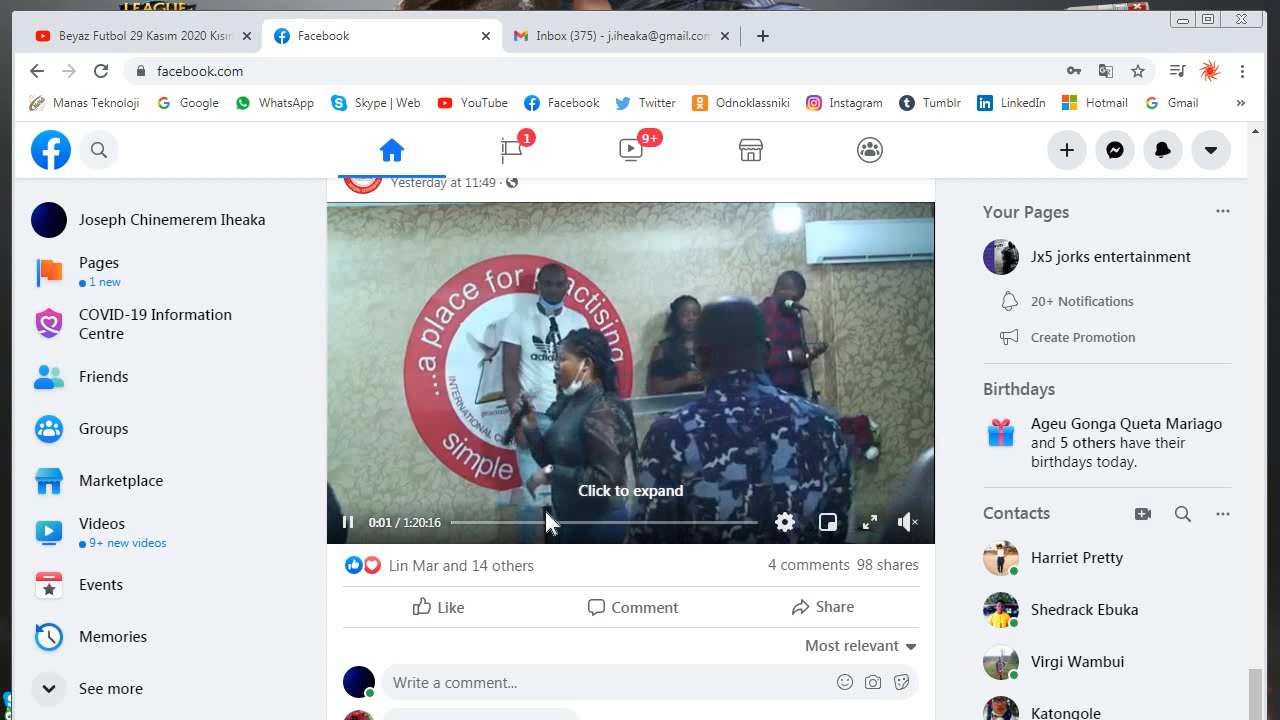 LEAGUE
Beyaz Futbol 29 Kasım 2020 Kısım
Facebook
Inbox (375) - j.iheaka@gmail.com
facebook.com
Manas Teknoloji
Google
WhatsApp
Skype | Web
YouTube
Facebook
Twitter
Odnoklassniki
Instagram
Tumblr
LinkedIn
Hotmail
Gmail
»
1
9+
Joseph Chinemerem Iheaka
Pages
1 new
COVID-19 Information
Centre
Friends
Groups
Marketplace
Videos
9+ new videos
Events
Memories
See more
Yesterday at 11:49 ·
...a place for practising
INTERNATIONAL
simple
adidas
Click to expand
0:01 / 1:20:16
Lin Mar and 14 others
4 comments 98 shares
Like
Comment
Share
Most relevant
Write a comment...
Your Pages
Jx5 jorks entertainment
20+ Notifications
Create Promotion
Birthdays
Ageu Gonga Queta Mariago
and 5 others have their
birthdays today.
Contacts
Harriet Pretty
Shedrack Ebuka
Virgi Wambui
Katongole